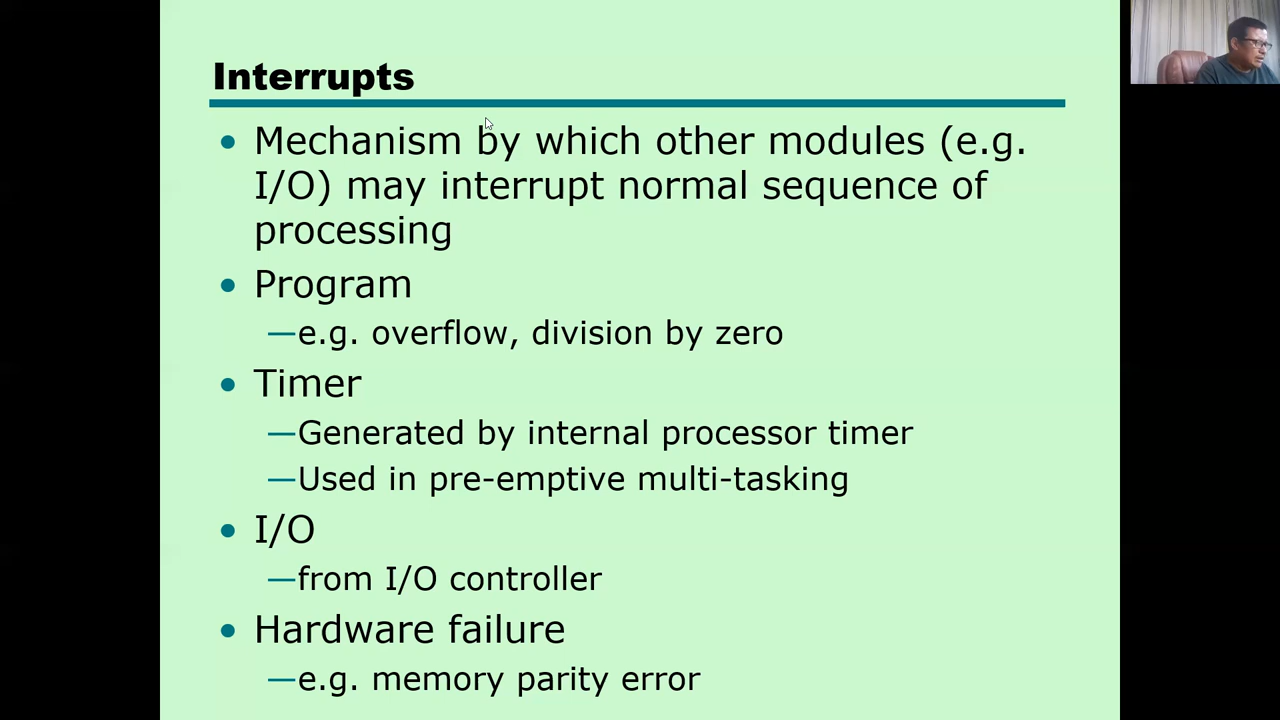 Interrupts
• Mechanism by which other modules (e.g.
I/O) may interrupt normal sequence of
processing
• Program
—e.g. overflow, division by zero
• Timer
—Generated by internal processor timer
—Used in pre-emptive multi-tasking
• I/O
—from I/O controller
• Hardware failure
—e.g. memory parity error